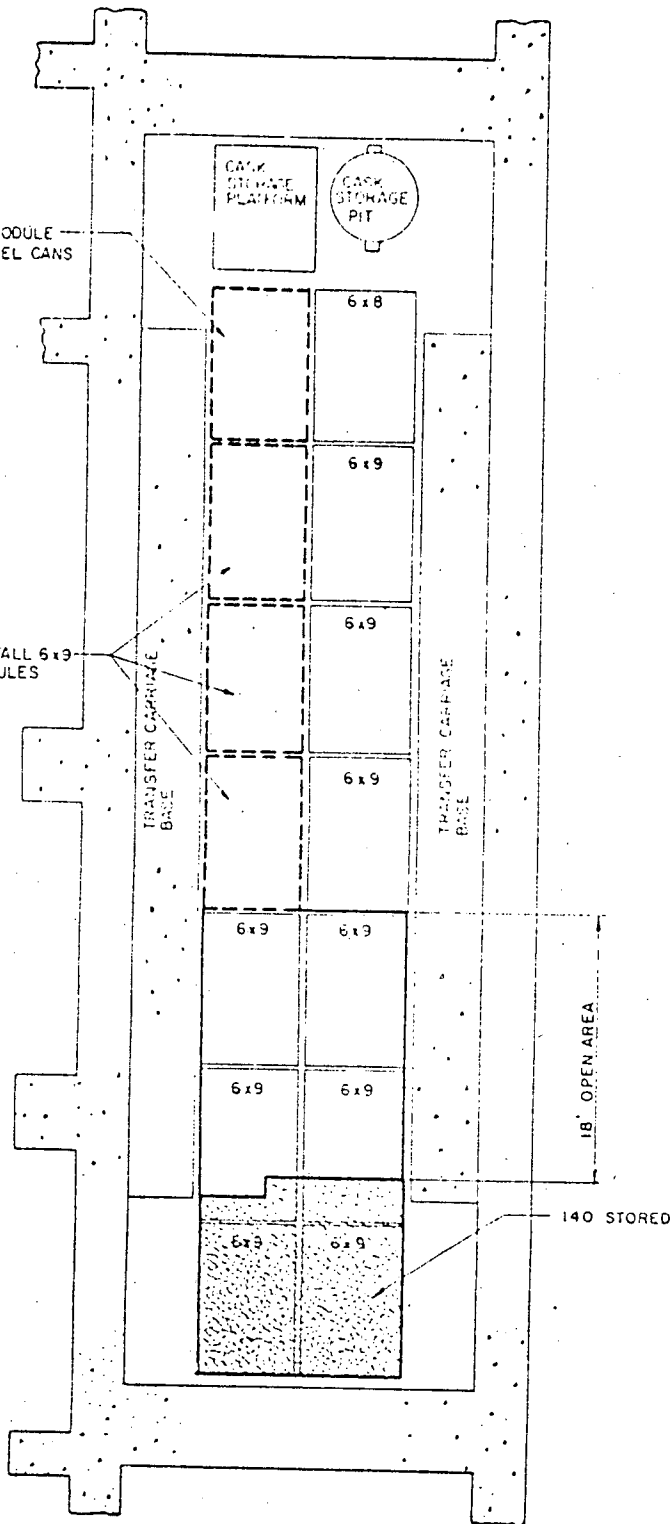 CASK
STORAGE
PLATFORM
CASK
STORAGE
PIT
ODULE
EL CANS
6x8
6x9
6x9
ALL 6x9
ULES
TRANSFER CARRIAGE
BASE
6x9
TRANSFER CARRIAGE
BASE
6x9
6x9
18' OPEN AREA
6x9
6x9
140 STORED
6x9
6x9